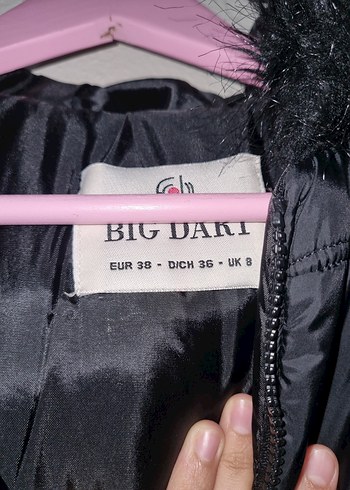 BIG DART
EUR 38 - D/CH 36 - UK 8